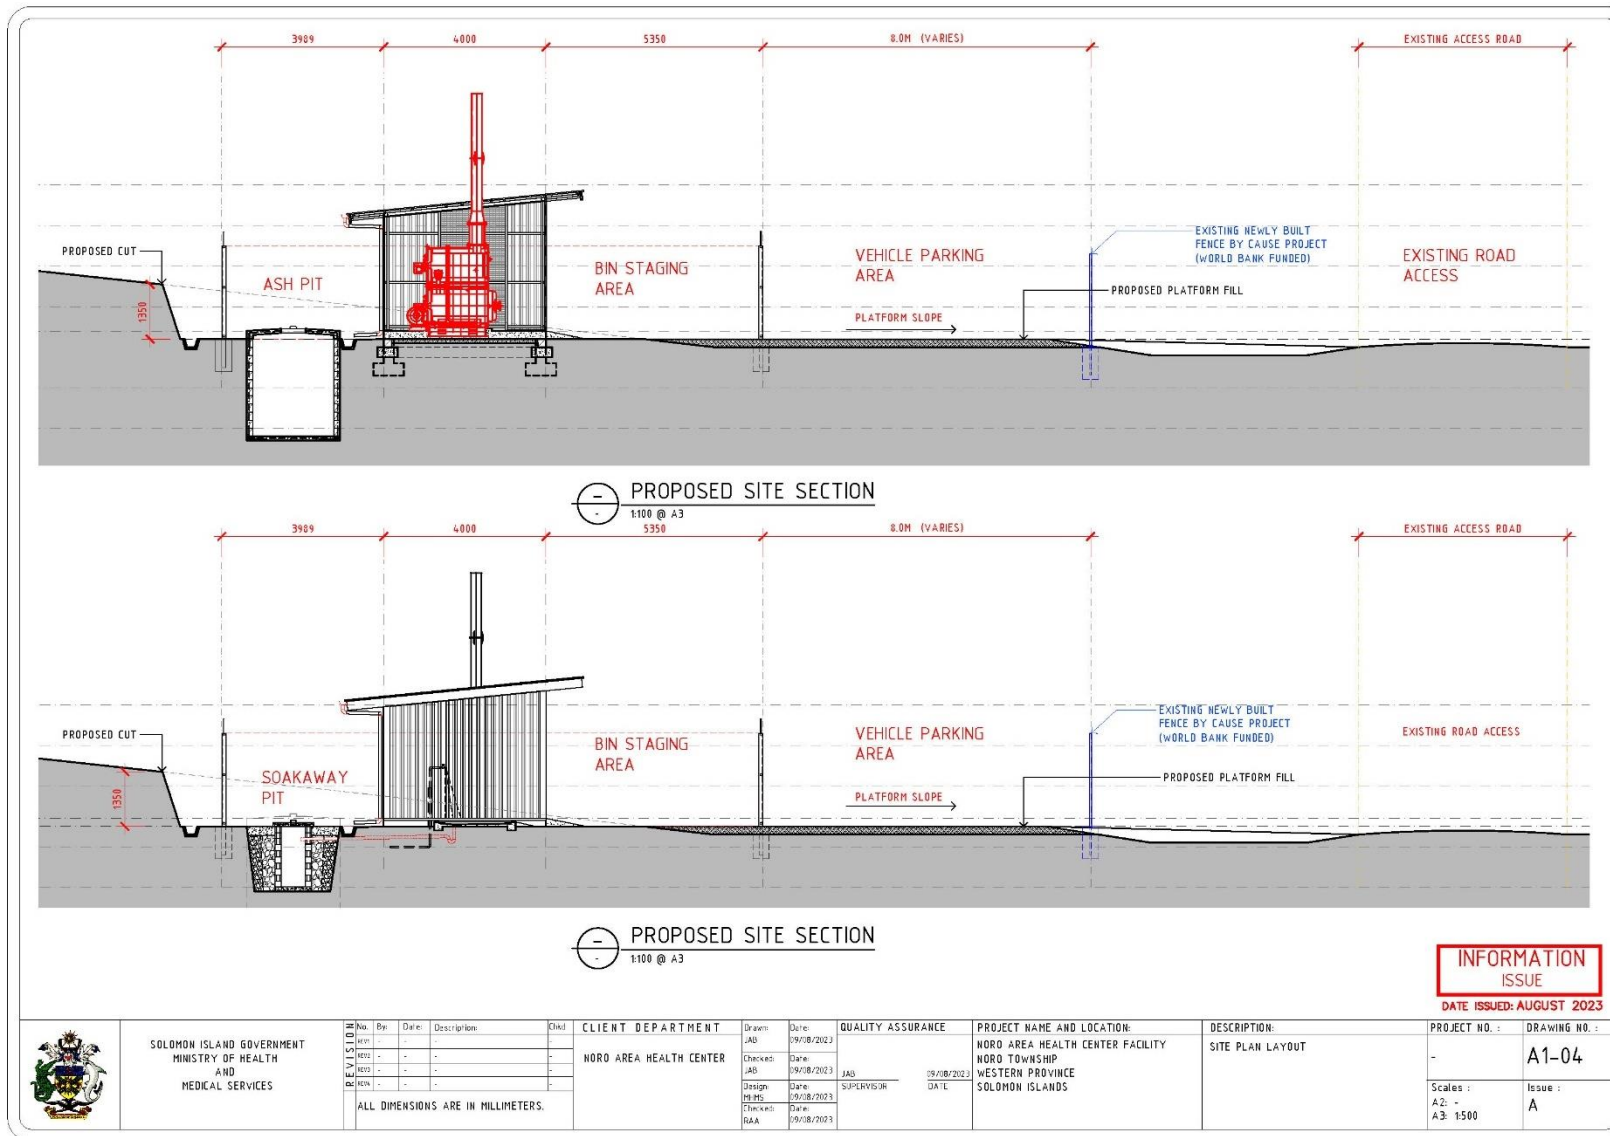 3989
4000
5350
8.0M (VARIES)
EXISTING ACCESS ROAD
PROPOSED CUT
1350
ASH PIT
BIN STAGING
AREA
VEHICLE PARKING
AREA
PLATFORM SLOPE
EXISTING NEWLY BUILT
FENCE BY CAUSE PROJECT
(WORLD BANK FUNDED)
PROPOSED PLATFORM FILL
EXISTING ROAD
ACCESS
-
-
PROPOSED SITE SECTION
1:100 @ A3
3989
4000
5350
8.0M (VARIES)
EXISTING ACCESS ROAD
PROPOSED CUT
1350
SOAKAWAY
PIT
BIN STAGING
AREA
VEHICLE PARKING
AREA
PLATFORM SLOPE
EXISTING NEWLY BUILT
FENCE BY CAUSE PROJECT
(WORLD BANK FUNDED)
PROPOSED PLATFORM FILL
EXISTING ROAD ACCESS
-
-
PROPOSED SITE SECTION
1:100 @ A3
INFORMATION
ISSUE
DATE ISSUED: AUGUST 2023
SOLOMON ISLAND GOVERNMENT
MINISTRY OF HEALTH
AND
MEDICAL SERVICES
REVISION
No. By: Date: Description: Chkd
REV1 - - - -
REV2 - - - -
REV3 - - - -
REV4 - - - -
ALL DIMENSIONS ARE IN MILLIMETERS.
CLIENT DEPARTMENT
NORO AREA HEALTH CENTER
Drawn: Date:
JAB 09/08/2023
Checked: Date:
JAB 09/08/2023
Design: Date:
MHMS 09/08/2023
Checked: Date:
RAA 09/08/2023
QUALITY ASSURANCE
JAB 09/08/2023
SUPERVISOR DATE
PROJECT NAME AND LOCATION:
NORO AREA HEALTH CENTER FACILITY
NORO TOWNSHIP
WESTERN PROVINCE
SOLOMON ISLANDS
DESCRIPTION:
SITE PLAN LAYOUT
PROJECT NO. :
-
DRAWING NO. :
A1-04
Scales :
A2: -
A3: 1:500
Issue :
A